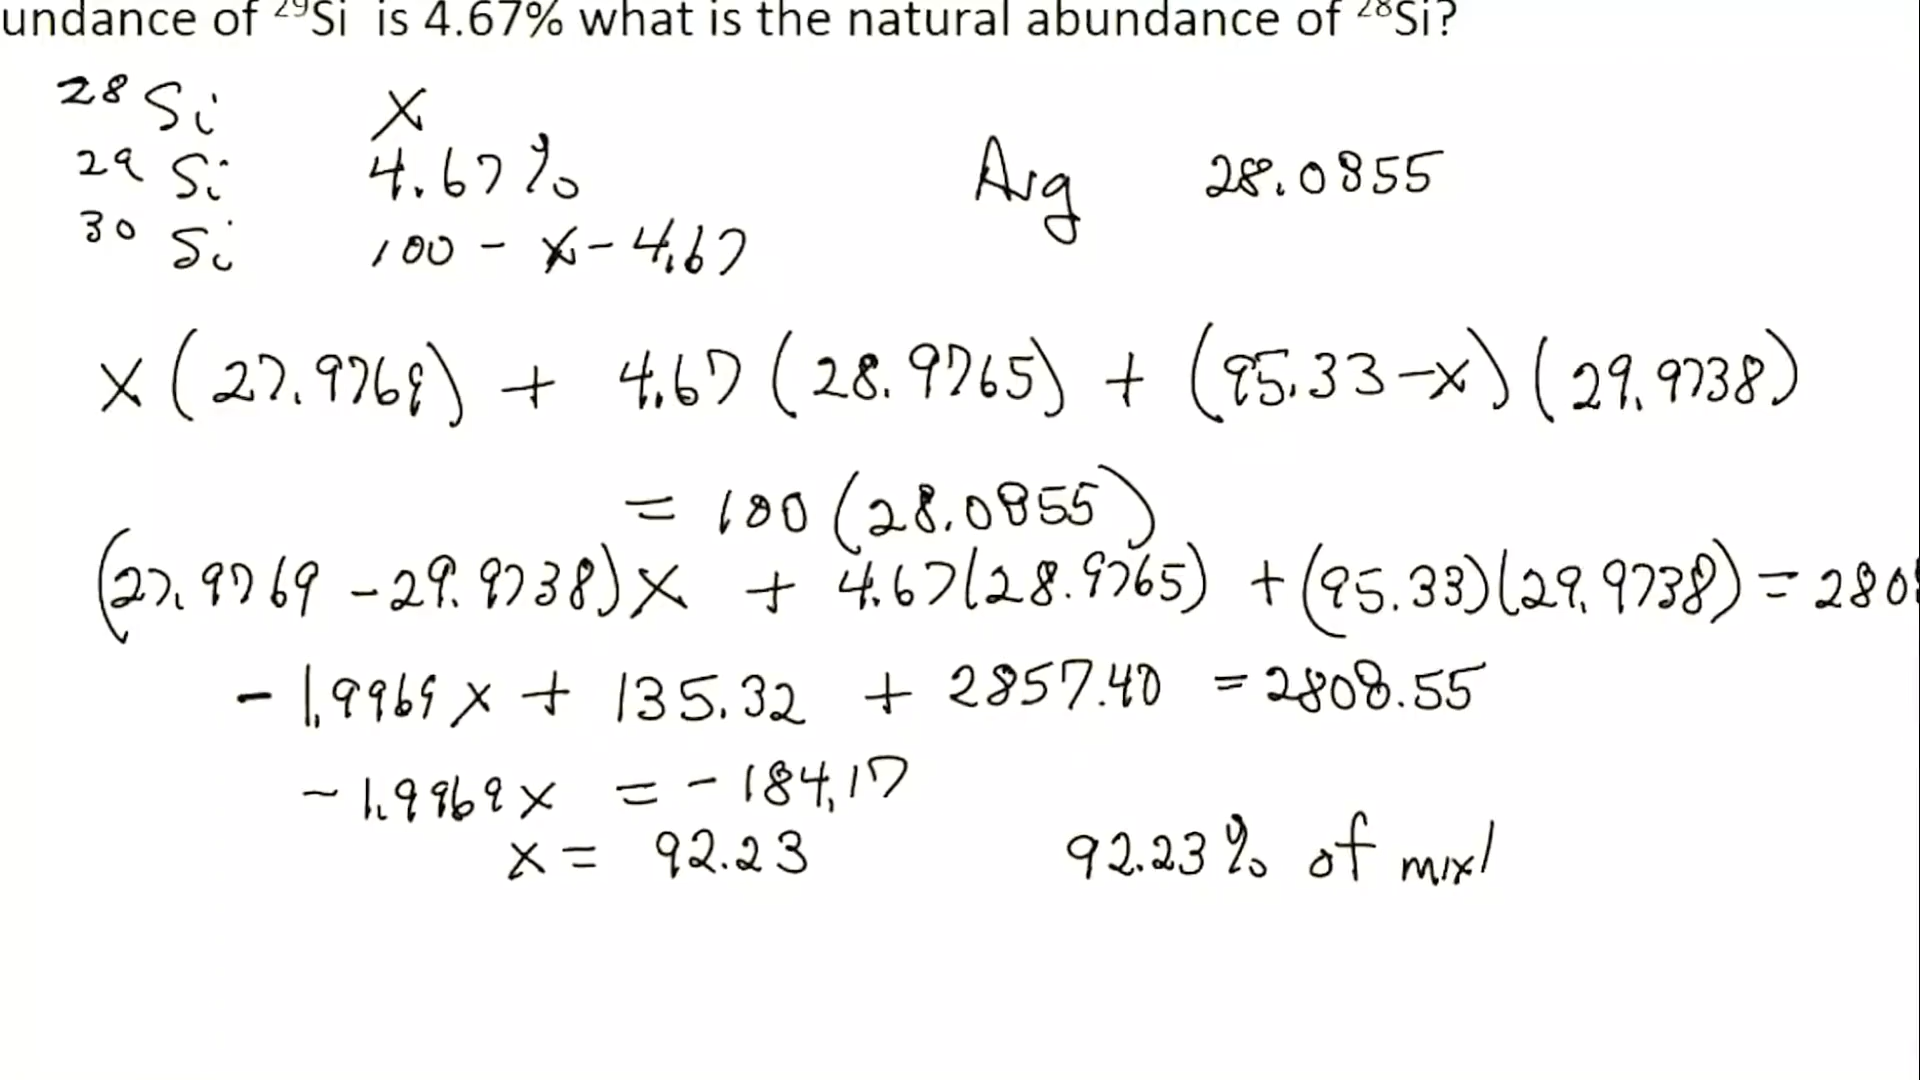 undance of ²⁹Si is 4.67% what is the natural abundance of ²⁸Si?
²⁸Si x
²⁹Si 4.67% Avg 28.0855
³⁰Si 100 - x - 4.67
x(27.9769) + 4.67(28.9765) + (95.33-x)(29.9738)
= 100(28.0855)
(27.9769 - 29.9738)x + 4.67(28.9765) + (95.33)(29.9738) = 280
- 1.9969x + 135.32 + 2857.40 = 2808.55
- 1.9969x = - 184.17
x = 92.23 92.23% of mix!